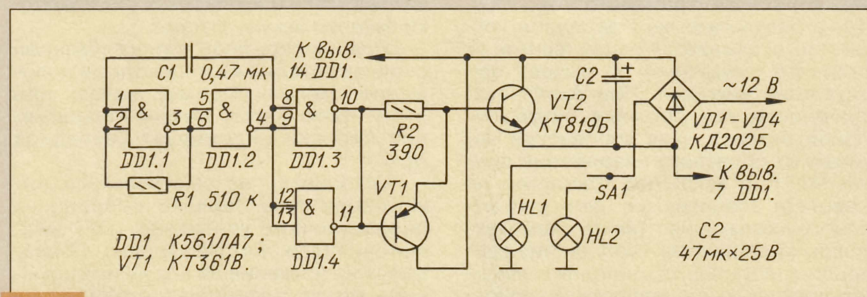 C1 0,47 мк
К выв.
14 DD1.
1
2
&
3
DD1.1
5
6
&
4
DD1.2
8
9
&
10
DD1.3
R2
390
VT2
КТ819Б
C2
+
~12 В
VD1-VD4
КД202Б
R1 510 к
12
13
&
11
DD1.4
VT1
HL1
HL2
SA1
К выв.
7 DD1.
DD1 К561ЛА7;
VT1 КТ361В.
C2
47мк×25 В